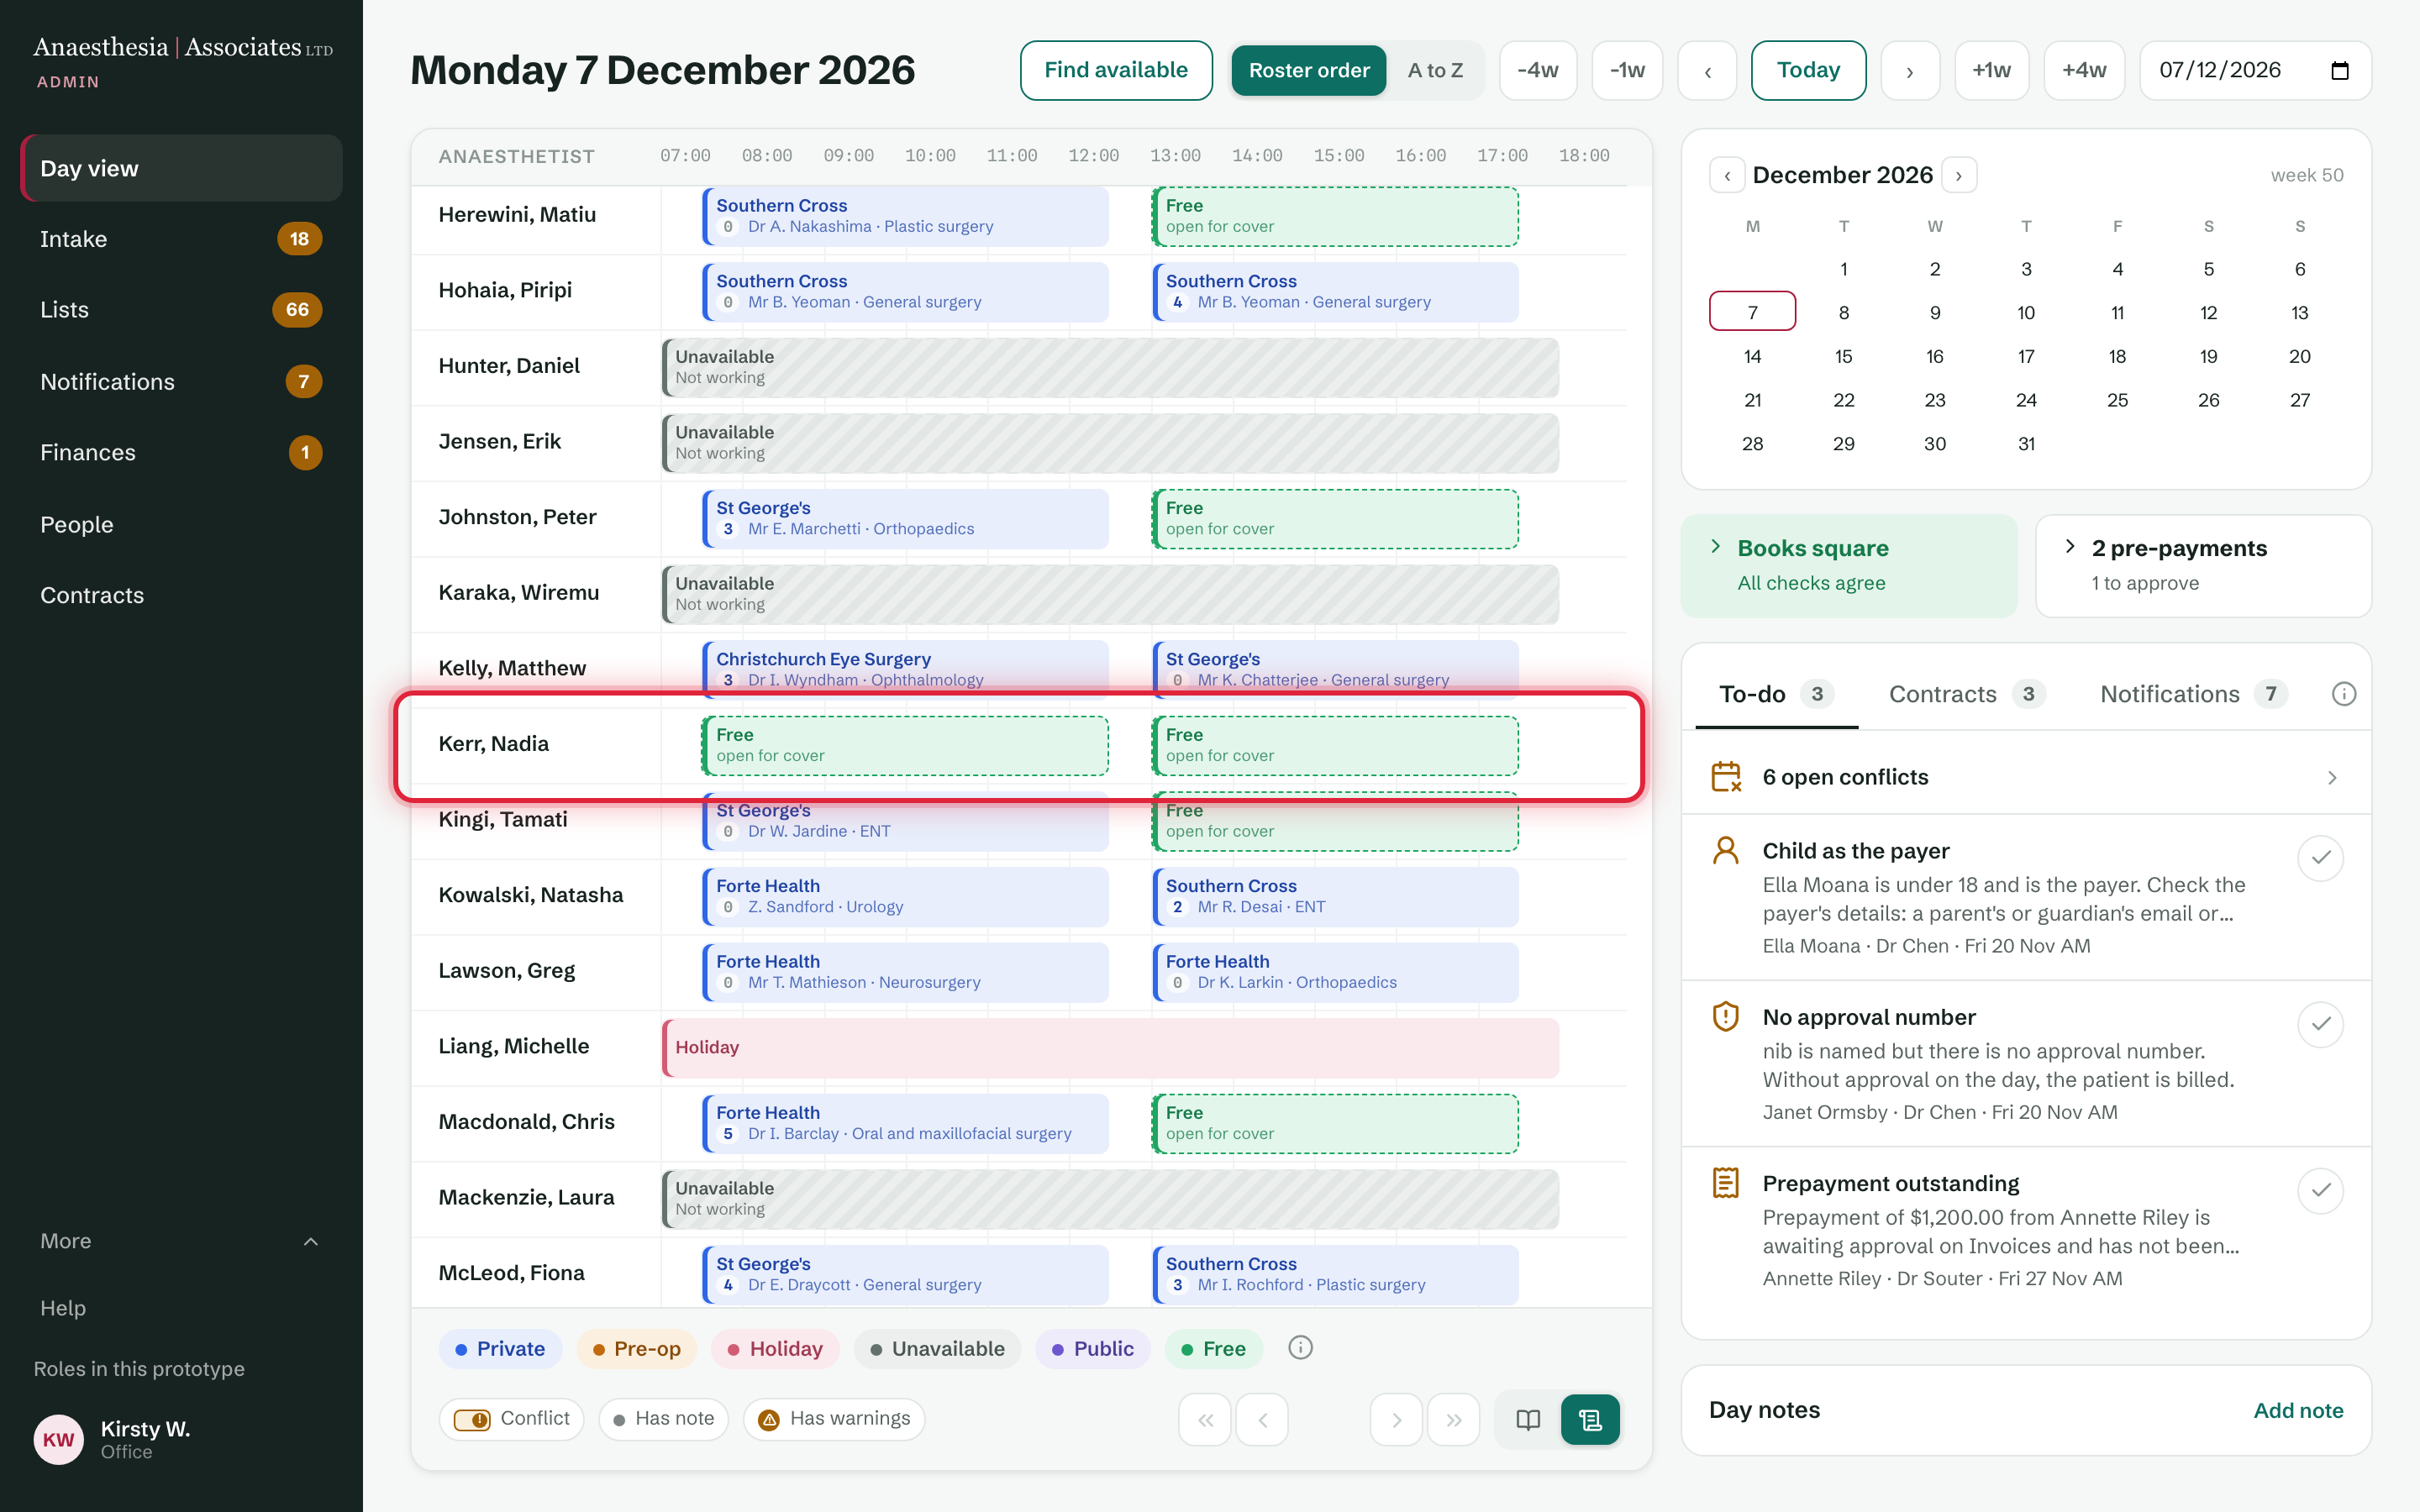 Anaesthesia | Associates LTD
ADMIN
Day view
Intake 18
Lists 66
Notifications 7
Finances 1
People
Contracts
More
Help
Roles in this prototype
KW Kirsty W.
Office
Monday 7 December 2026
Find available Roster order A to Z -4w -1w ‹ Today › +1w +4w 07/12/2026
ANAESTHETIST 07:00 08:00 09:00 10:00 11:00 12:00 13:00 14:00 15:00 16:00 17:00 18:00
Herewini, Matiu
Southern Cross
0 Dr A. Nakashima · Plastic surgery
Free
open for cover
Hohaia, Piripi
Southern Cross
0 Mr B. Yeoman · General surgery
Southern Cross
4 Mr B. Yeoman · General surgery
Hunter, Daniel
Unavailable
Not working
Jensen, Erik
Unavailable
Not working
Johnston, Peter
St George's
3 Mr E. Marchetti · Orthopaedics
Free
open for cover
Karaka, Wiremu
Unavailable
Not working
Kelly, Matthew
Christchurch Eye Surgery
3 Dr I. Wyndham · Ophthalmology
St George's
0 Mr K. Chatterjee · General surgery
Kerr, Nadia
Free
open for cover
Free
open for cover
Kingi, Tamati
St George's
0 Dr W. Jardine · ENT
Free
open for cover
Kowalski, Natasha
Forte Health
0 Z. Sandford · Urology
Southern Cross
2 Mr R. Desai · ENT
Lawson, Greg
Forte Health
0 Mr T. Mathieson · Neurosurgery
Forte Health
0 Dr K. Larkin · Orthopaedics
Liang, Michelle
Holiday
Macdonald, Chris
Forte Health
5 Dr I. Barclay · Oral and maxillofacial surgery
Free
open for cover
Mackenzie, Laura
Unavailable
Not working
McLeod, Fiona
St George's
4 Dr E. Draycott · General surgery
Southern Cross
3 Mr I. Rochford · Plastic surgery
Private Pre-op Holiday Unavailable Public Free
Conflict Has note Has warnings
‹ December 2026 › week 50
M T W T F S S
1 2 3 4 5 6
7 8 9 10 11 12 13
14 15 16 17 18 19 20
21 22 23 24 25 26 27
28 29 30 31
Books square
All checks agree
2 pre-payments
1 to approve
To-do 3 Contracts 3 Notifications 7
6 open conflicts
Child as the payer
Ella Moana is under 18 and is the payer. Check the
payer's details: a parent's or guardian's email or...
Ella Moana · Dr Chen · Fri 20 Nov AM
No approval number
nib is named but there is no approval number.
Without approval on the day, the patient is billed.
Janet Ormsby · Dr Chen · Fri 20 Nov AM
Prepayment outstanding
Prepayment of $1,200.00 from Annette Riley is
awaiting approval on Invoices and has not been...
Annette Riley · Dr Souter · Fri 27 Nov AM
Day notes Add note